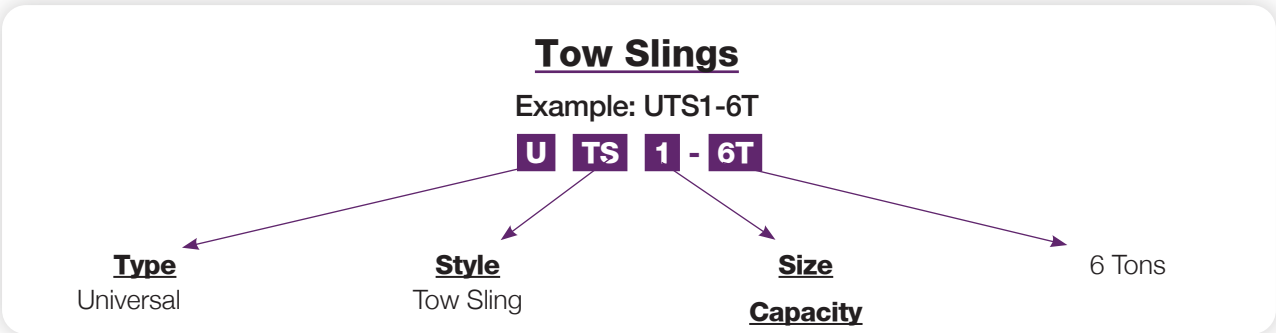 Tow Slings
Example: UTS1-6T
U TS 1 - 6T
Type Style Size 6 Tons
Universal Tow Sling
Capacity